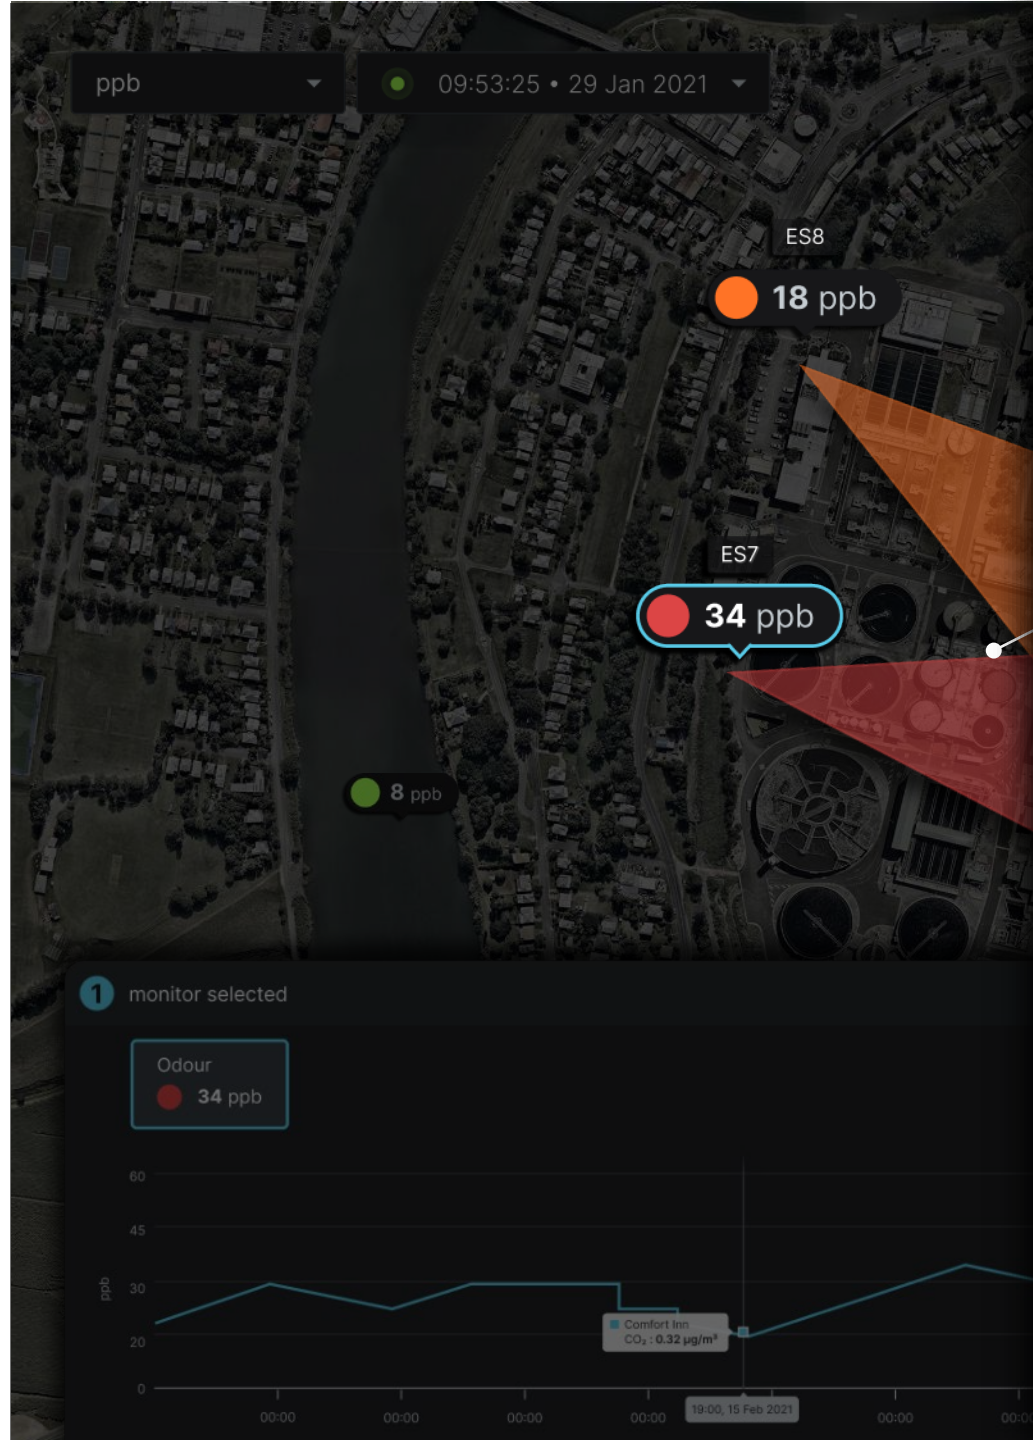 ppb
09:53:25 • 29 Jan 2021
ES8
18 ppb
ES7
34 ppb
8 ppb
1 monitor selected
Odour
34 ppb
60
45
30
20
0
ppb
Comfort Inn
CO₂ : 0.32 µg/m³
00:00
00:00
00:00
00:00
19:00, 15 Feb 2021
00:00
00:00